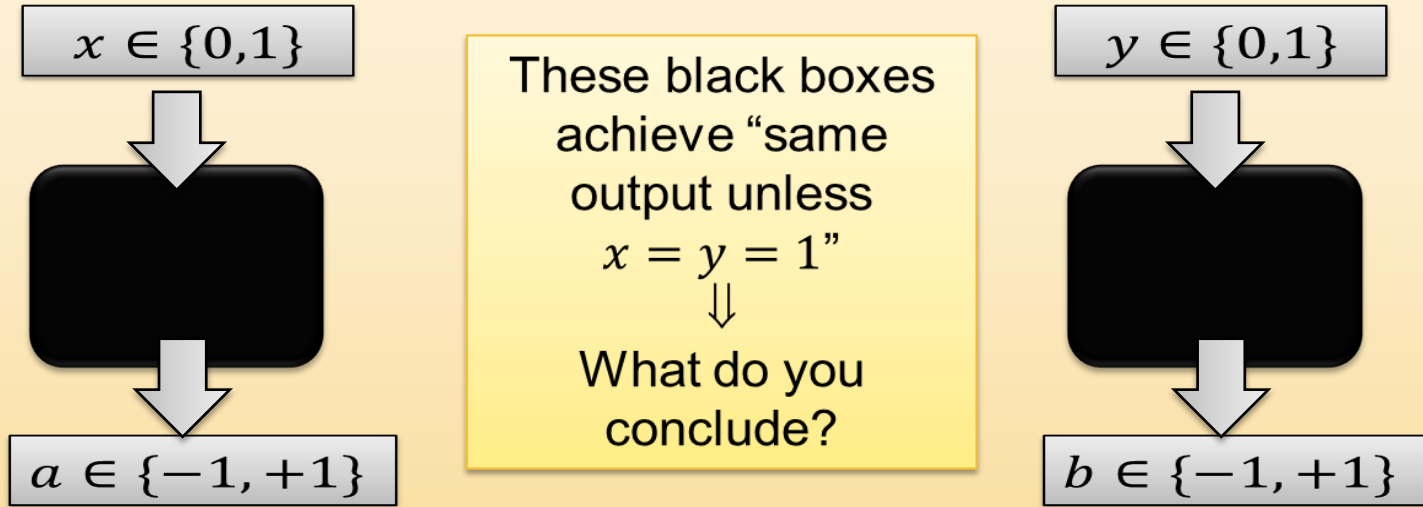 x ∈ {0,1}
y ∈ {0,1}
These black boxes
achieve “same
output unless
x = y = 1”
⇓
What do you
conclude?
a ∈ {−1, +1}
b ∈ {−1, +1}